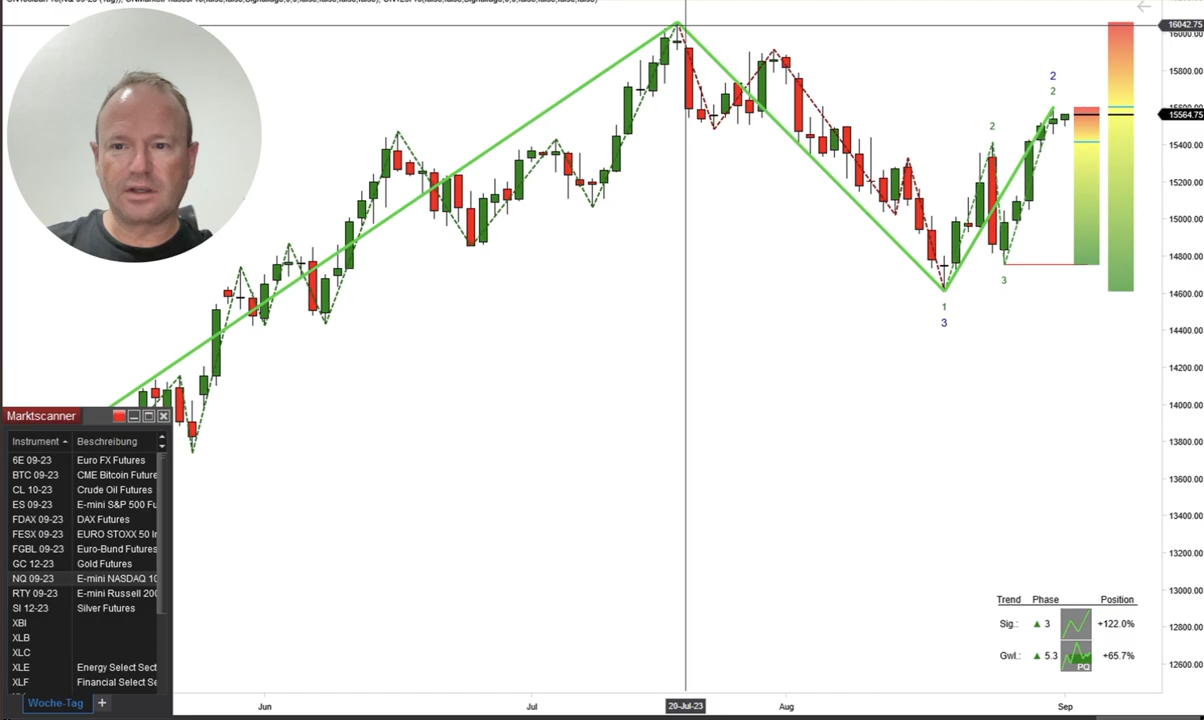 16042.75
16000.00
15800.00
15564.75
15400.00
15200.00
15000.00
14800.00
14600.00
14400.00
14200.00
14000.00
13800.00
13600.00
13400.00
13200.00
13000.00
12800.00
12600.00
2
2
2
3
1
3
Marktscanner
Instrument Beschreibung
6E 09-23 Euro FX Futures
BTC 09-23 CME Bitcoin Future
CL 10-23 Crude Oil Futures
ES 09-23 E-mini S&P 500 Fu
FDAX 09-23 DAX Futures
FESX 09-23 EURO STOXX 50 In
FGBL 09-23 Euro-Bund Futures
GC 12-23 Gold Futures
NQ 09-23 E-mini NASDAQ 10
RTY 09-23 E-mini Russell 200
SI 12-23 Silver Futures
XBI
XLB
XLC
XLE Energy Select Sect
XLF Financial Select Se
Woche-Tag +
Trend Phase Position
Sig.: 3 +122.0%
Gwl.: 5.3 PQ +65.7%
Jun Jul 20-Jul-23 Aug Sep